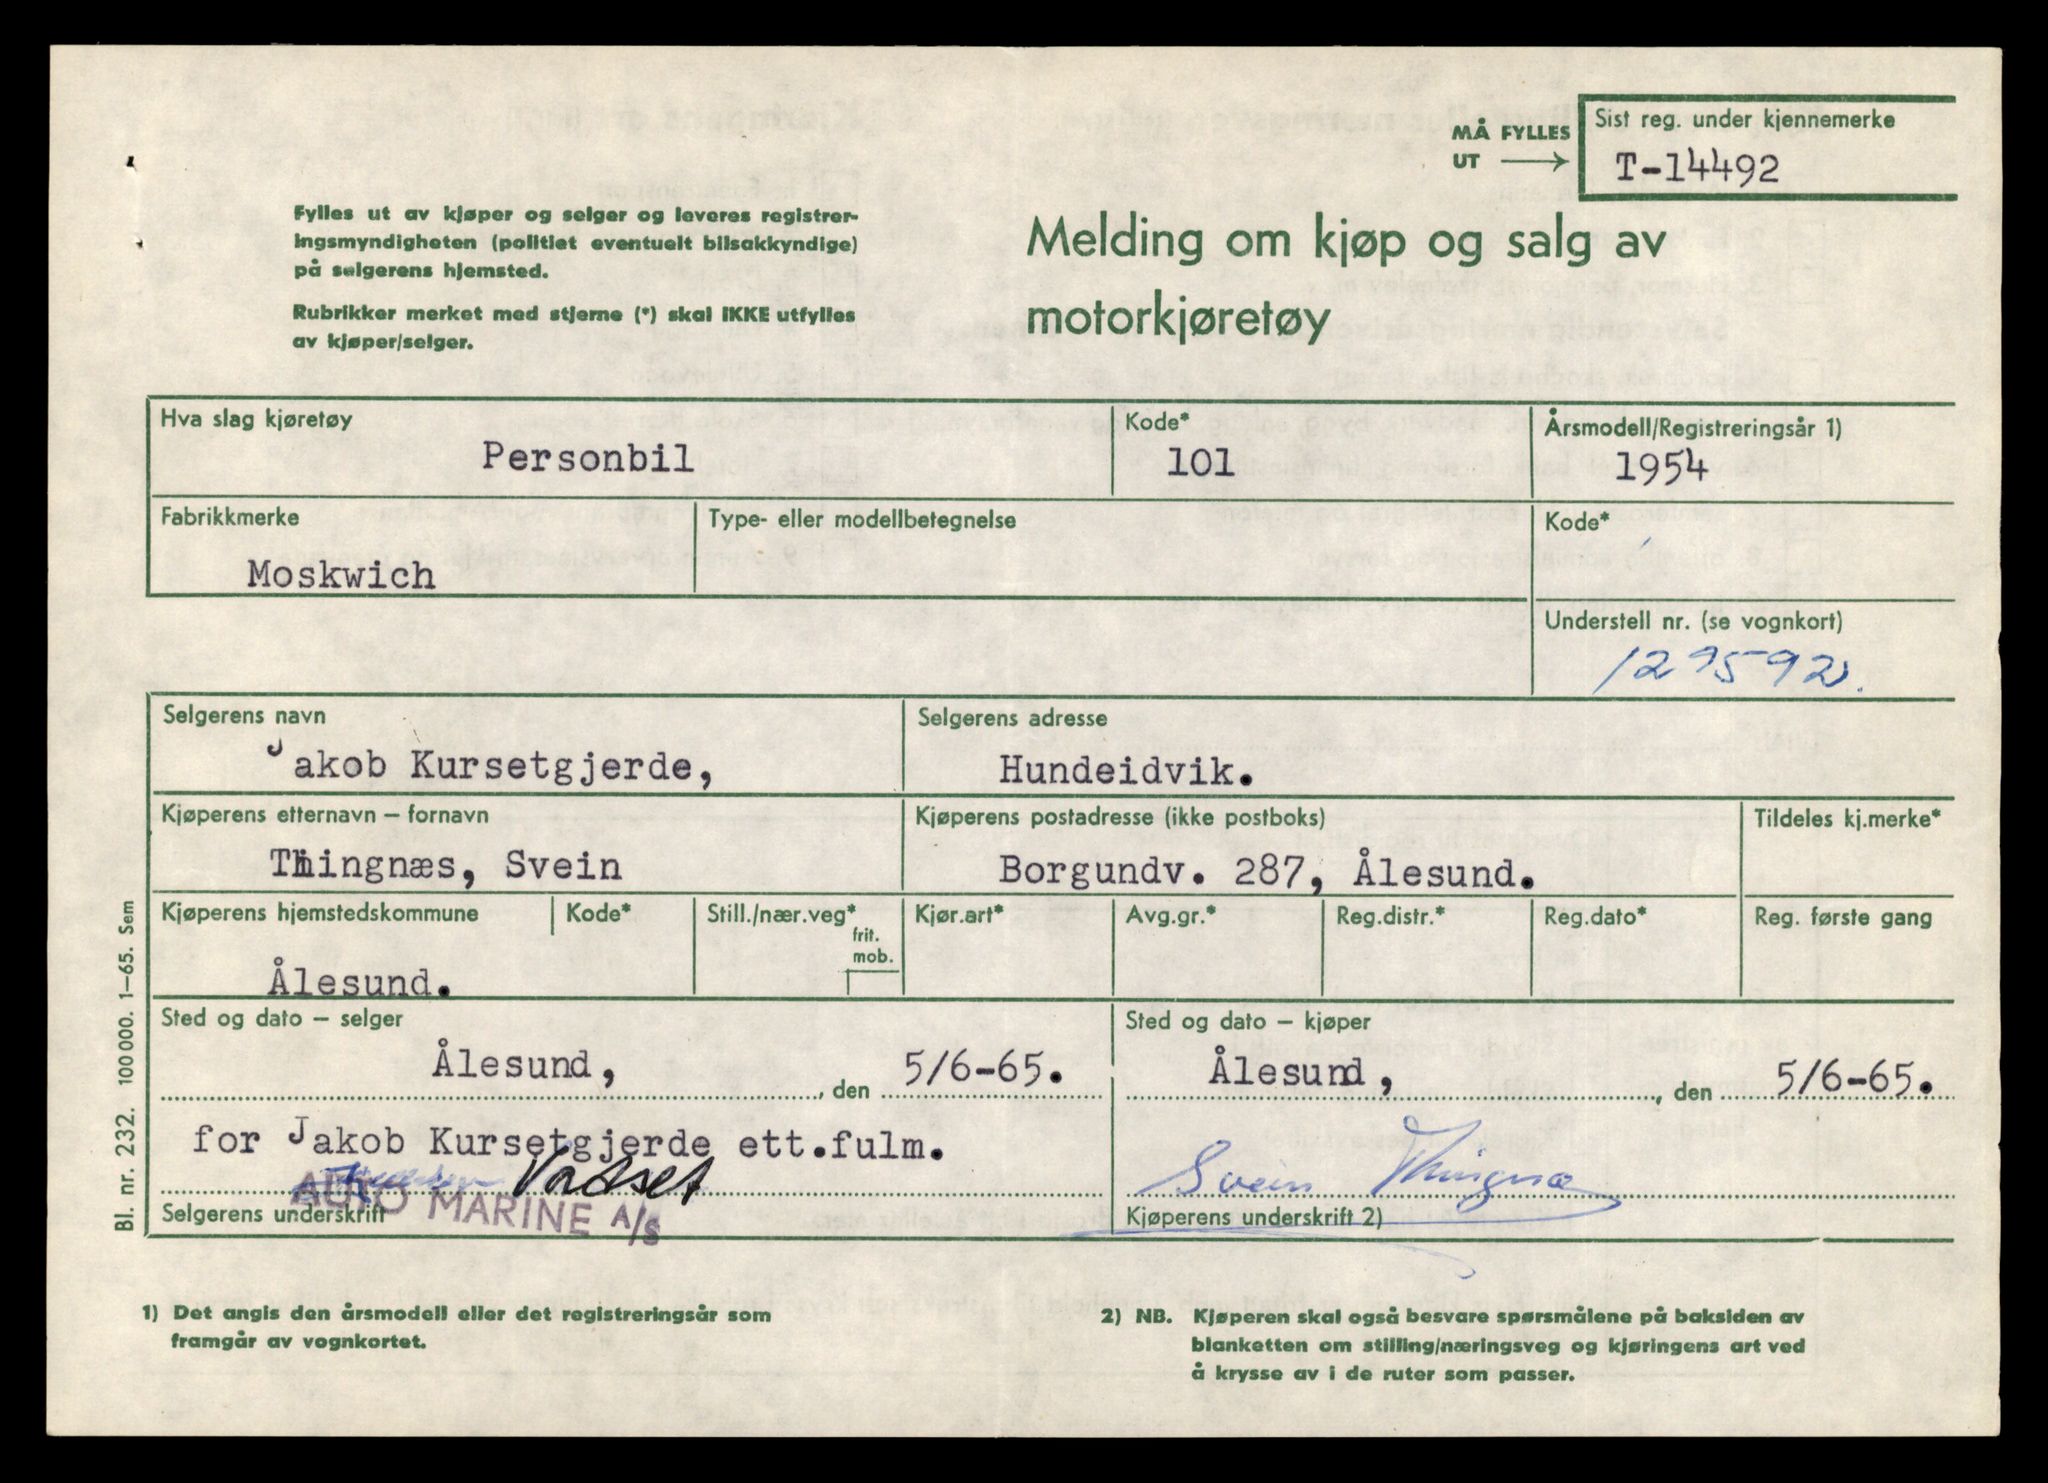 MÅ FYLLES
UT
Sist reg. under kjennemerke
T-14492
Fylles ut av kjøper og selger og leveres registrer-
ingsmyndigheten (politiet eventuelt bilsakkyndige)
på selgerens hjemsted.
Rubrikker merket med stjerne (*) skal IKKE utfylles
av kjøper/selger.
Melding om kjøp og salg av
motorkjøretøy
Hva slag kjøretøy
Personbil
Kode*
101
Årsmodell/Registreringsår 1)
1954
Fabrikkmerke
Moskwich
Type- eller modellbetegnelse
Kode*
Understell nr. (se vognkort)
129592.
Selgerens navn
Jakob Kursetgjerde,
Selgerens adresse
Hundeidvik.
Kjøperens etternavn – fornavn
Thingnæs, Svein
Kjøperens postadresse (ikke postboks)
Borgundv. 287, Ålesund.
Tildeles kj.merke*
Kjøperens hjemstedskommune
Ålesund.
Kode*
Still./nær.veg*
frit.
mob.
Kjør.art*
Avg.gr.*
Reg.distr.*
Reg.dato*
Reg. første gang
Sted og dato – selger
Ålesund, , den 5/6-65.
for Jakob Kursetgjerde ett.fulm.
Vadset
AUTO MARINE A/S
Selgerens underskrift
Sted og dato – kjøper
Ålesund, , den 5/6-65.
Svein Thingnæs
Kjøperens underskrift 2)
Bl. nr. 232. 100 000. 1–65. Sem
1) Det angis den årsmodell eller det registreringsår som
framgår av vognkortet.
2) NB. Kjøperen skal også besvare spørsmålene på baksiden av
blanketten om stilling/næringsveg og kjøringens art ved
å krysse av i de ruter som passer.